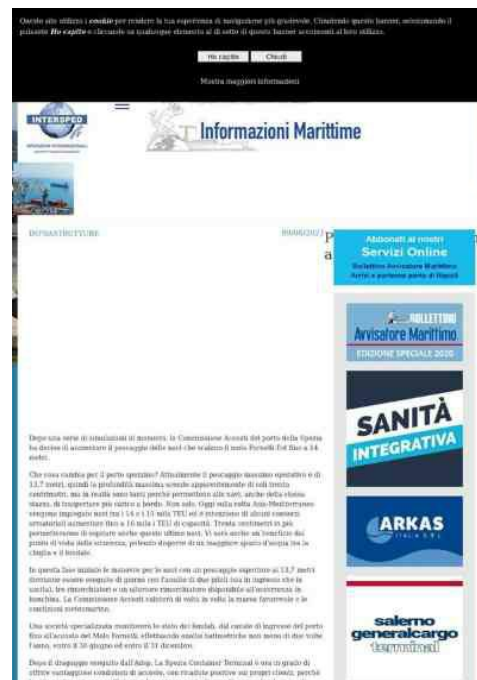 Questo sito utilizza i cookie per rendere la tua esperienza di navigazione più gradevole. Chiudendo questo banner, selezionando il
pulsante Ho capito o cliccando su qualunque elemento al di sotto di questo banner acconsenti al loro utilizzo.
Ho capito Chiudi
Mostra maggiori informazioni
INTERSPED
Informazioni Marittime
INFRASTRUTTURE
P
a
Abbonati ai nostri
Servizi Online
Bollettino Avvisatore Marittimo
Arrivi e partenze porto di Napoli
BOLLETTINO
Avvisatore Marittimo
EDIZIONE SPECIALE 2020
SANITÀ
INTEGRATIVA
ARKAS
ITALIA
salerno
generalcargo
terminal
Dopo una serie di simulazioni di manovra, la Commissione Accosti del porto della Spezia
ha deciso di aumentare il pescaggio delle navi che scalano il molo Fornelli Est fino a 14
metri.
Che cosa cambia per il porto spezzino? Attualmente il pescaggio massimo operativo è di
13,7 metri, quindi la profondità massima scende apparentemente di soli trenta
centimetri, ma in realtà sono tanti perché permettono alle navi, anche della stessa
stazza, di trasportare più carico a bordo. Non solo. Oggi sulla rotta Asia-Mediterraneo
vengono impiegate navi tra i 14 e i 15 mila TEU ed è intenzione di alcuni consorzi
armatoriali aumentare fino a 16 mila i TEU di capacità. Trenta centimetri in più
permetteranno di ospitare anche queste ultime navi. Vi sarà anche un beneficio dal
punto di vista della sicurezza, potendo disporre di un maggiore spazio d'acqua tra la
chiglia e il fondale.
In questa fase iniziale le manovre per le navi con un pescaggio superiore ai 13,7 metri
dovranno essere eseguite di giorno con l'ausilio di due piloti (sia in ingresso che in
uscita), tre rimorchiatori e un ulteriore rimorchiatore disponibile all'occorrenza in
banchina. La Commissione Accosti valuterà di volta in volta la marea favorevole e le
condizioni meteomarine.
Una società specializzata monitorerà lo stato dei fondali, dal canale di ingresso del porto
fino all'accosto del Molo Fornelli, effettuando analisi batimetriche non meno di due volte
l'anno, entro il 30 giugno ed entro il 31 dicembre.
Dopo il dragaggio eseguito dall'Adsp, La Spezia Container Terminal è ora in grado di
offrire vantaggiose condizioni di accosto, con ricadute positive sui propri clienti, perché